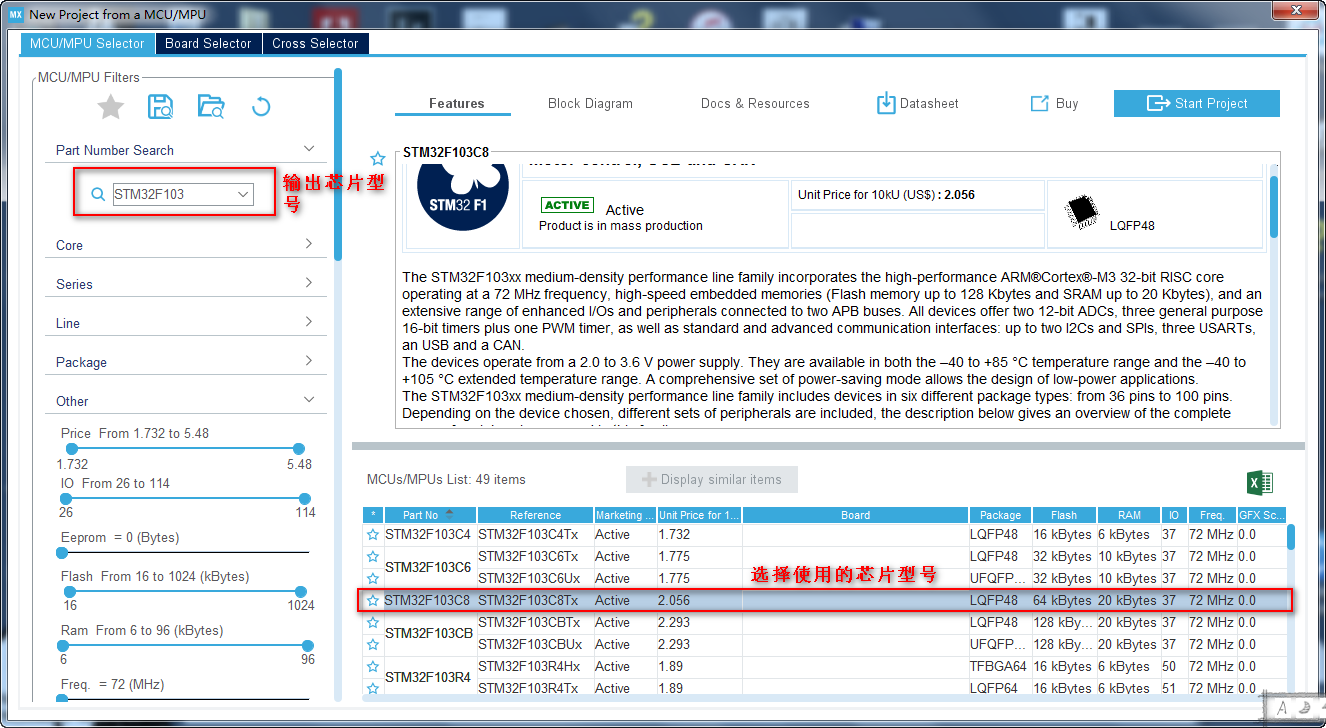 MX New Project from a MCU/MPU
MCU/MPU Selector Board Selector Cross Selector
MCU/MPU Filters
Part Number Search
STM32F103
输出芯片型
号
Core
Series
Line
Package
Other
Price From 1.732 to 5.48
1.732 5.48
IO From 26 to 114
26 114
Eeprom = 0 (Bytes)
Flash From 16 to 1024 (kBytes)
16 1024
Ram From 6 to 96 (kBytes)
6 96
Freq. = 72 (MHz)
Features Block Diagram Docs & Resources Datasheet Buy Start Project
STM32F103C8
STM32 F1
ACTIVE Active
Product is in mass production
Unit Price for 10kU (US$) : 2.056
LQFP48
The STM32F103xx medium-density performance line family incorporates the high-performance ARM®Cortex®-M3 32-bit RISC core
operating at a 72 MHz frequency, high-speed embedded memories (Flash memory up to 128 Kbytes and SRAM up to 20 Kbytes), and an
extensive range of enhanced I/Os and peripherals connected to two APB buses. All devices offer two 12-bit ADCs, three general purpose
16-bit timers plus one PWM timer, as well as standard and advanced communication interfaces: up to two I2Cs and SPIs, three USARTs,
an USB and a CAN.
The devices operate from a 2.0 to 3.6 V power supply. They are available in both the –40 to +85 °C temperature range and the –40 to
+105 °C extended temperature range. A comprehensive set of power-saving mode allows the design of low-power applications.
The STM32F103xx medium-density performance line family includes devices in six different package types: from 36 pins to 100 pins.
Depending on the device chosen, different sets of peripherals are included, the description below gives an overview of the complete
MCUs/MPUs List: 49 items
Display similar items
* Part No Reference Marketing ... Unit Price for 1... Board Package Flash RAM IO Freq. GFX Sc...
STM32F103C4 STM32F103C4Tx Active 1.732 LQFP48 16 kBytes 6 kBytes 37 72 MHz 0.0
STM32F103C6 STM32F103C6Tx Active 1.775 LQFP48 32 kBytes 10 kBytes 37 72 MHz 0.0
STM32F103C6Ux Active 1.775 UFQFP... 32 kBytes 10 kBytes 37 72 MHz 0.0
选择使用的芯片型号
STM32F103C8 STM32F103C8Tx Active 2.056 LQFP48 64 kBytes 20 kBytes 37 72 MHz 0.0
STM32F103CB STM32F103CBTx Active 2.293 LQFP48 128 kBy... 20 kBytes 37 72 MHz 0.0
STM32F103CBUx Active 2.293 UFQFP... 128 kBy... 20 kBytes 37 72 MHz 0.0
STM32F103R4 STM32F103R4Hx Active 1.89 TFBGA64 16 kBytes 6 kBytes 50 72 MHz 0.0
STM32F103R4Tx Active 1.89 LQFP64 16 kBytes 6 kBytes 51 72 MHz 0.0
A